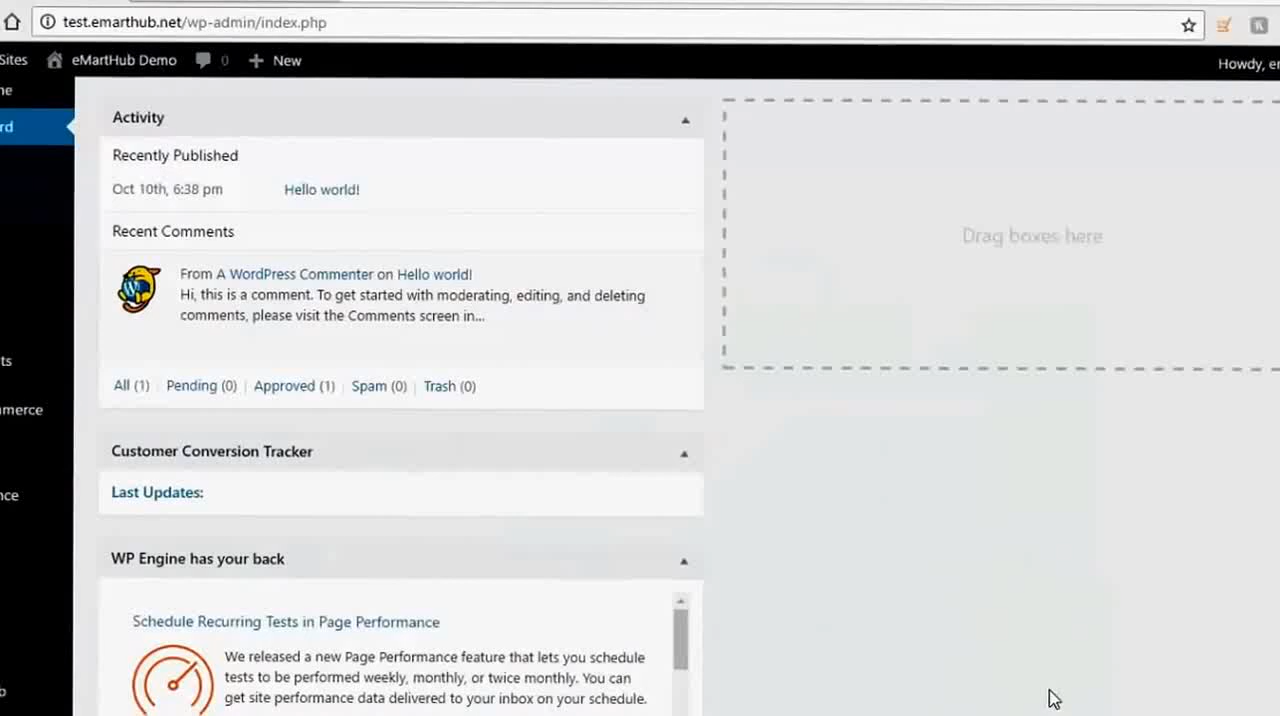 test.emarthub.net/wp-admin/index.php
Sites eMartHub Demo 0 New Howdy, er
me
rd
ts
merce
nce
b
Activity
Recently Published
Oct 10th, 6:38 pm Hello world!
Recent Comments
From A WordPress Commenter on Hello world!
Hi, this is a comment. To get started with moderating, editing, and deleting
comments, please visit the Comments screen in...
All (1) | Pending (0) | Approved (1) | Spam (0) | Trash (0)
Customer Conversion Tracker
Last Updates:
WP Engine has your back
Schedule Recurring Tests in Page Performance
We released a new Page Performance feature that lets you schedule
tests to be performed weekly, monthly, or twice monthly. You can
get site performance data delivered to your inbox on your schedule.
Drag boxes here